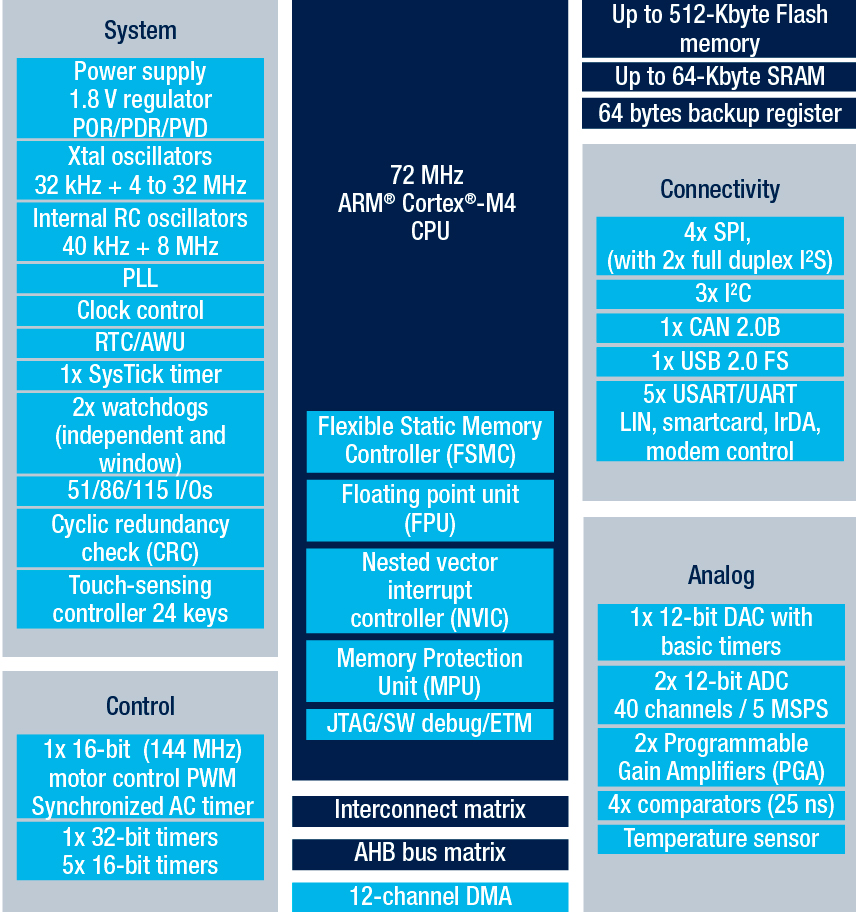 System
Power supply
1.8 V regulator
POR/PDR/PVD
Xtal oscillators
32 kHz + 4 to 32 MHz
Internal RC oscillators
40 kHz + 8 MHz
PLL
Clock control
RTC/AWU
1x SysTick timer
2x watchdogs
(independent and
window)
51/86/115 I/Os
Cyclic redundancy
check (CRC)
Touch-sensing
controller 24 keys
Control
1x 16-bit (144 MHz)
motor control PWM
Synchronized AC timer
1x 32-bit timers
5x 16-bit timers
72 MHz
ARM® Cortex®-M4
CPU
Flexible Static Memory
Controller (FSMC)
Floating point unit
(FPU)
Nested vector
interrupt
controller (NVIC)
Memory Protection
Unit (MPU)
JTAG/SW debug/ETM
Interconnect matrix
AHB bus matrix
12-channel DMA
Up to 512-Kbyte Flash
memory
Up to 64-Kbyte SRAM
64 bytes backup register
Connectivity
4x SPI,
(with 2x full duplex I²S)
3x I²C
1x CAN 2.0B
1x USB 2.0 FS
5x USART/UART
LIN, smartcard, IrDA,
modem control
Analog
1x 12-bit DAC with
basic timers
2x 12-bit ADC
40 channels / 5 MSPS
2x Programmable
Gain Amplifiers (PGA)
4x comparators (25 ns)
Temperature sensor